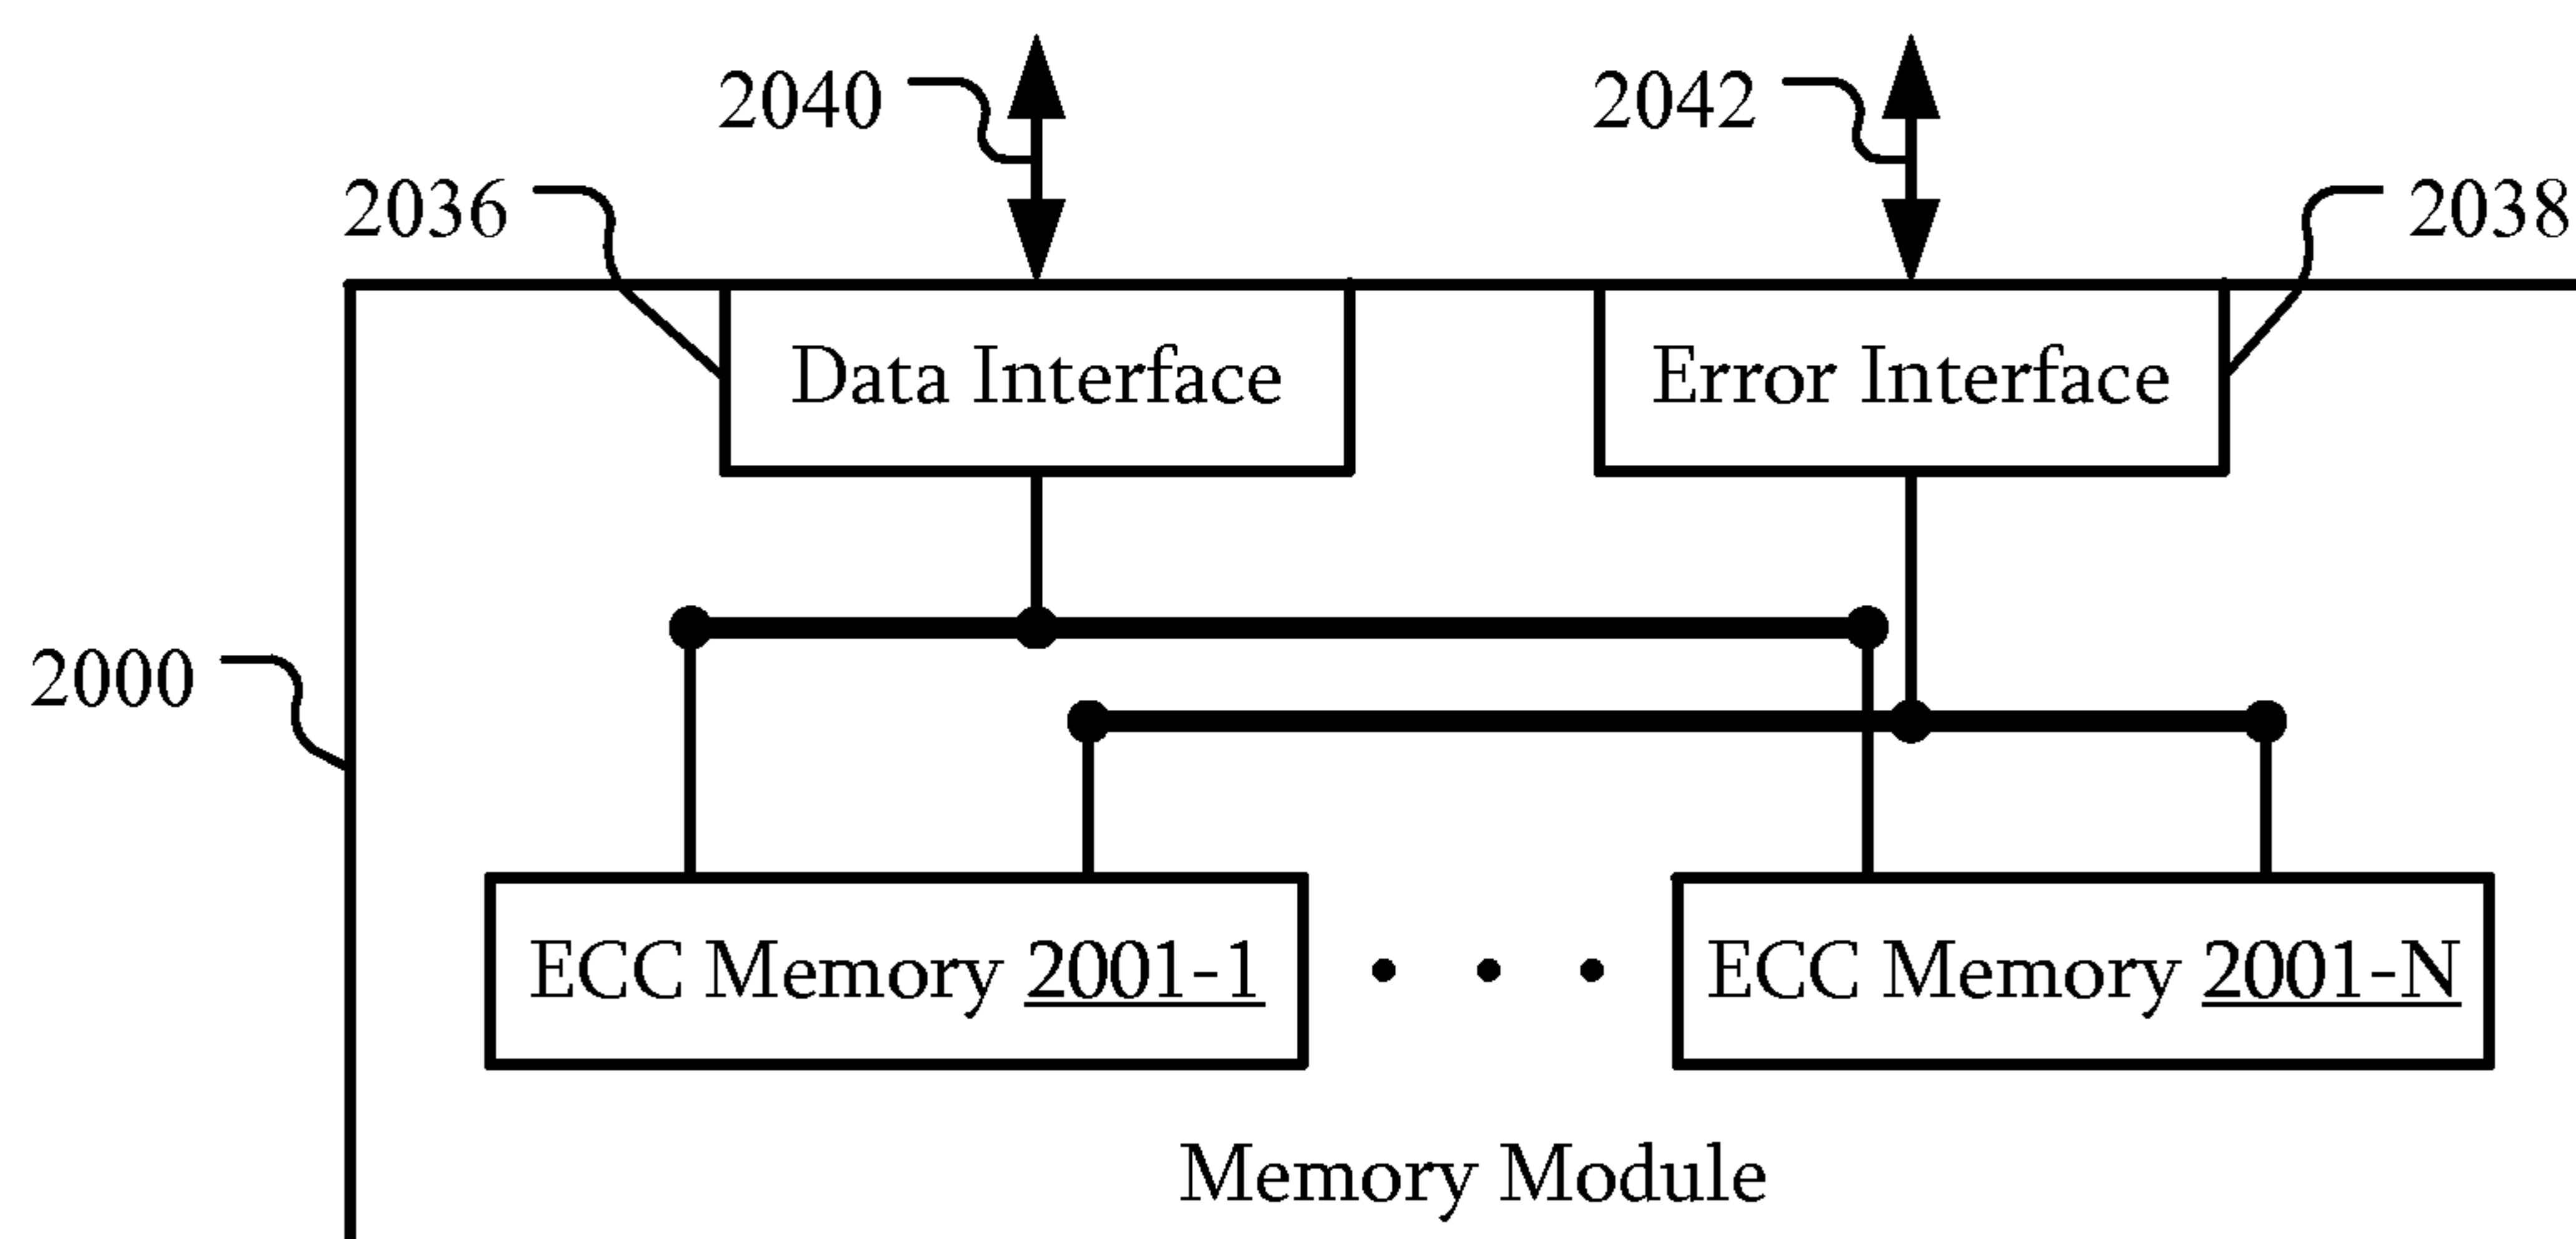 2040
2042
2036
2038
Data Interface
Error Interface
2000
ECC Memory 2001-1
ECC Memory 2001-N
Memory Module